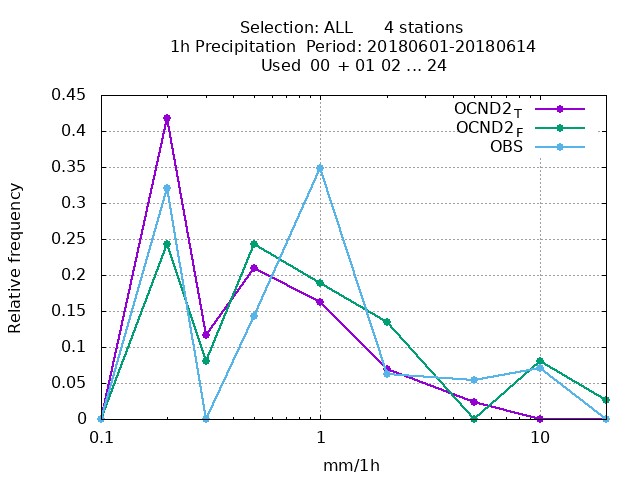 Selection: ALL 4 stations
1h Precipitation Period: 20180601-20180614
Used 00 + 01 02 ... 24
OCND2_T
OCND2_F
OBS
0.45
0.4
0.35
0.3
0.25
0.2
0.15
0.1
0.05
0
Relative frequency
0.1 1 10
mm/1h